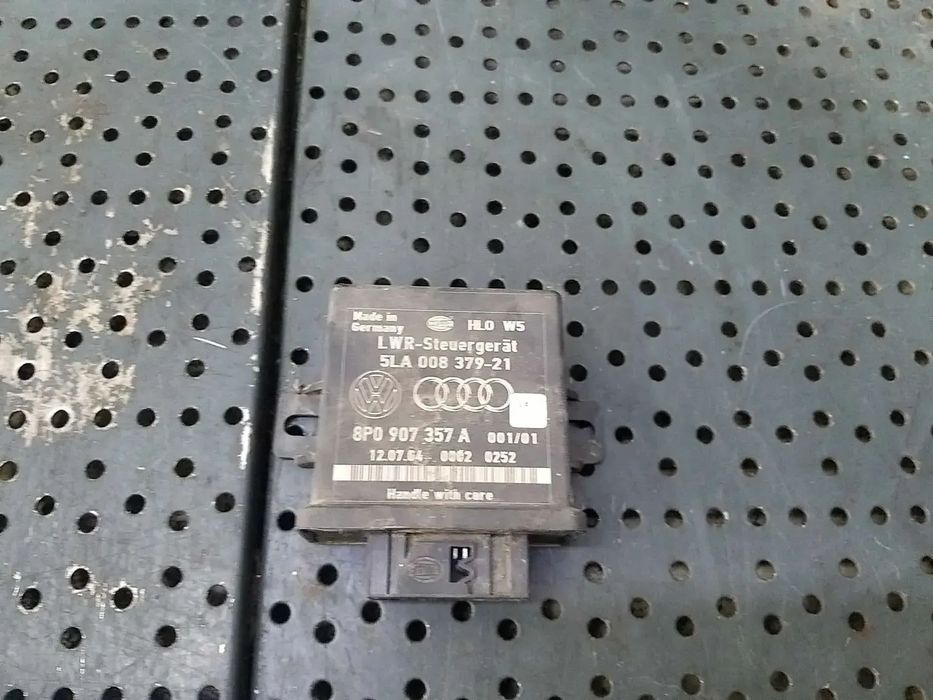 Made in
Germany
HLO W5
LWR-Steuergerät
5LA 008 379-21
8P0 907 357 A 001/01
12.07.04 0062 0252
Handle with care